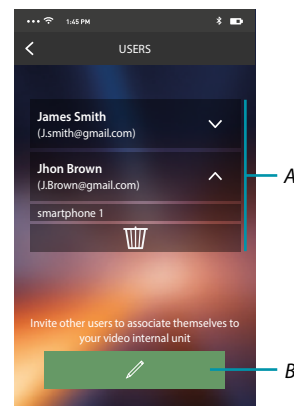 1:45 PM
USERS
James Smith
(J.smith@gmail.com)
Jhon Brown
(J.Brown@gmail.com)
smartphone 1
A
Invite other users to associate themselves to
your video internal unit
B